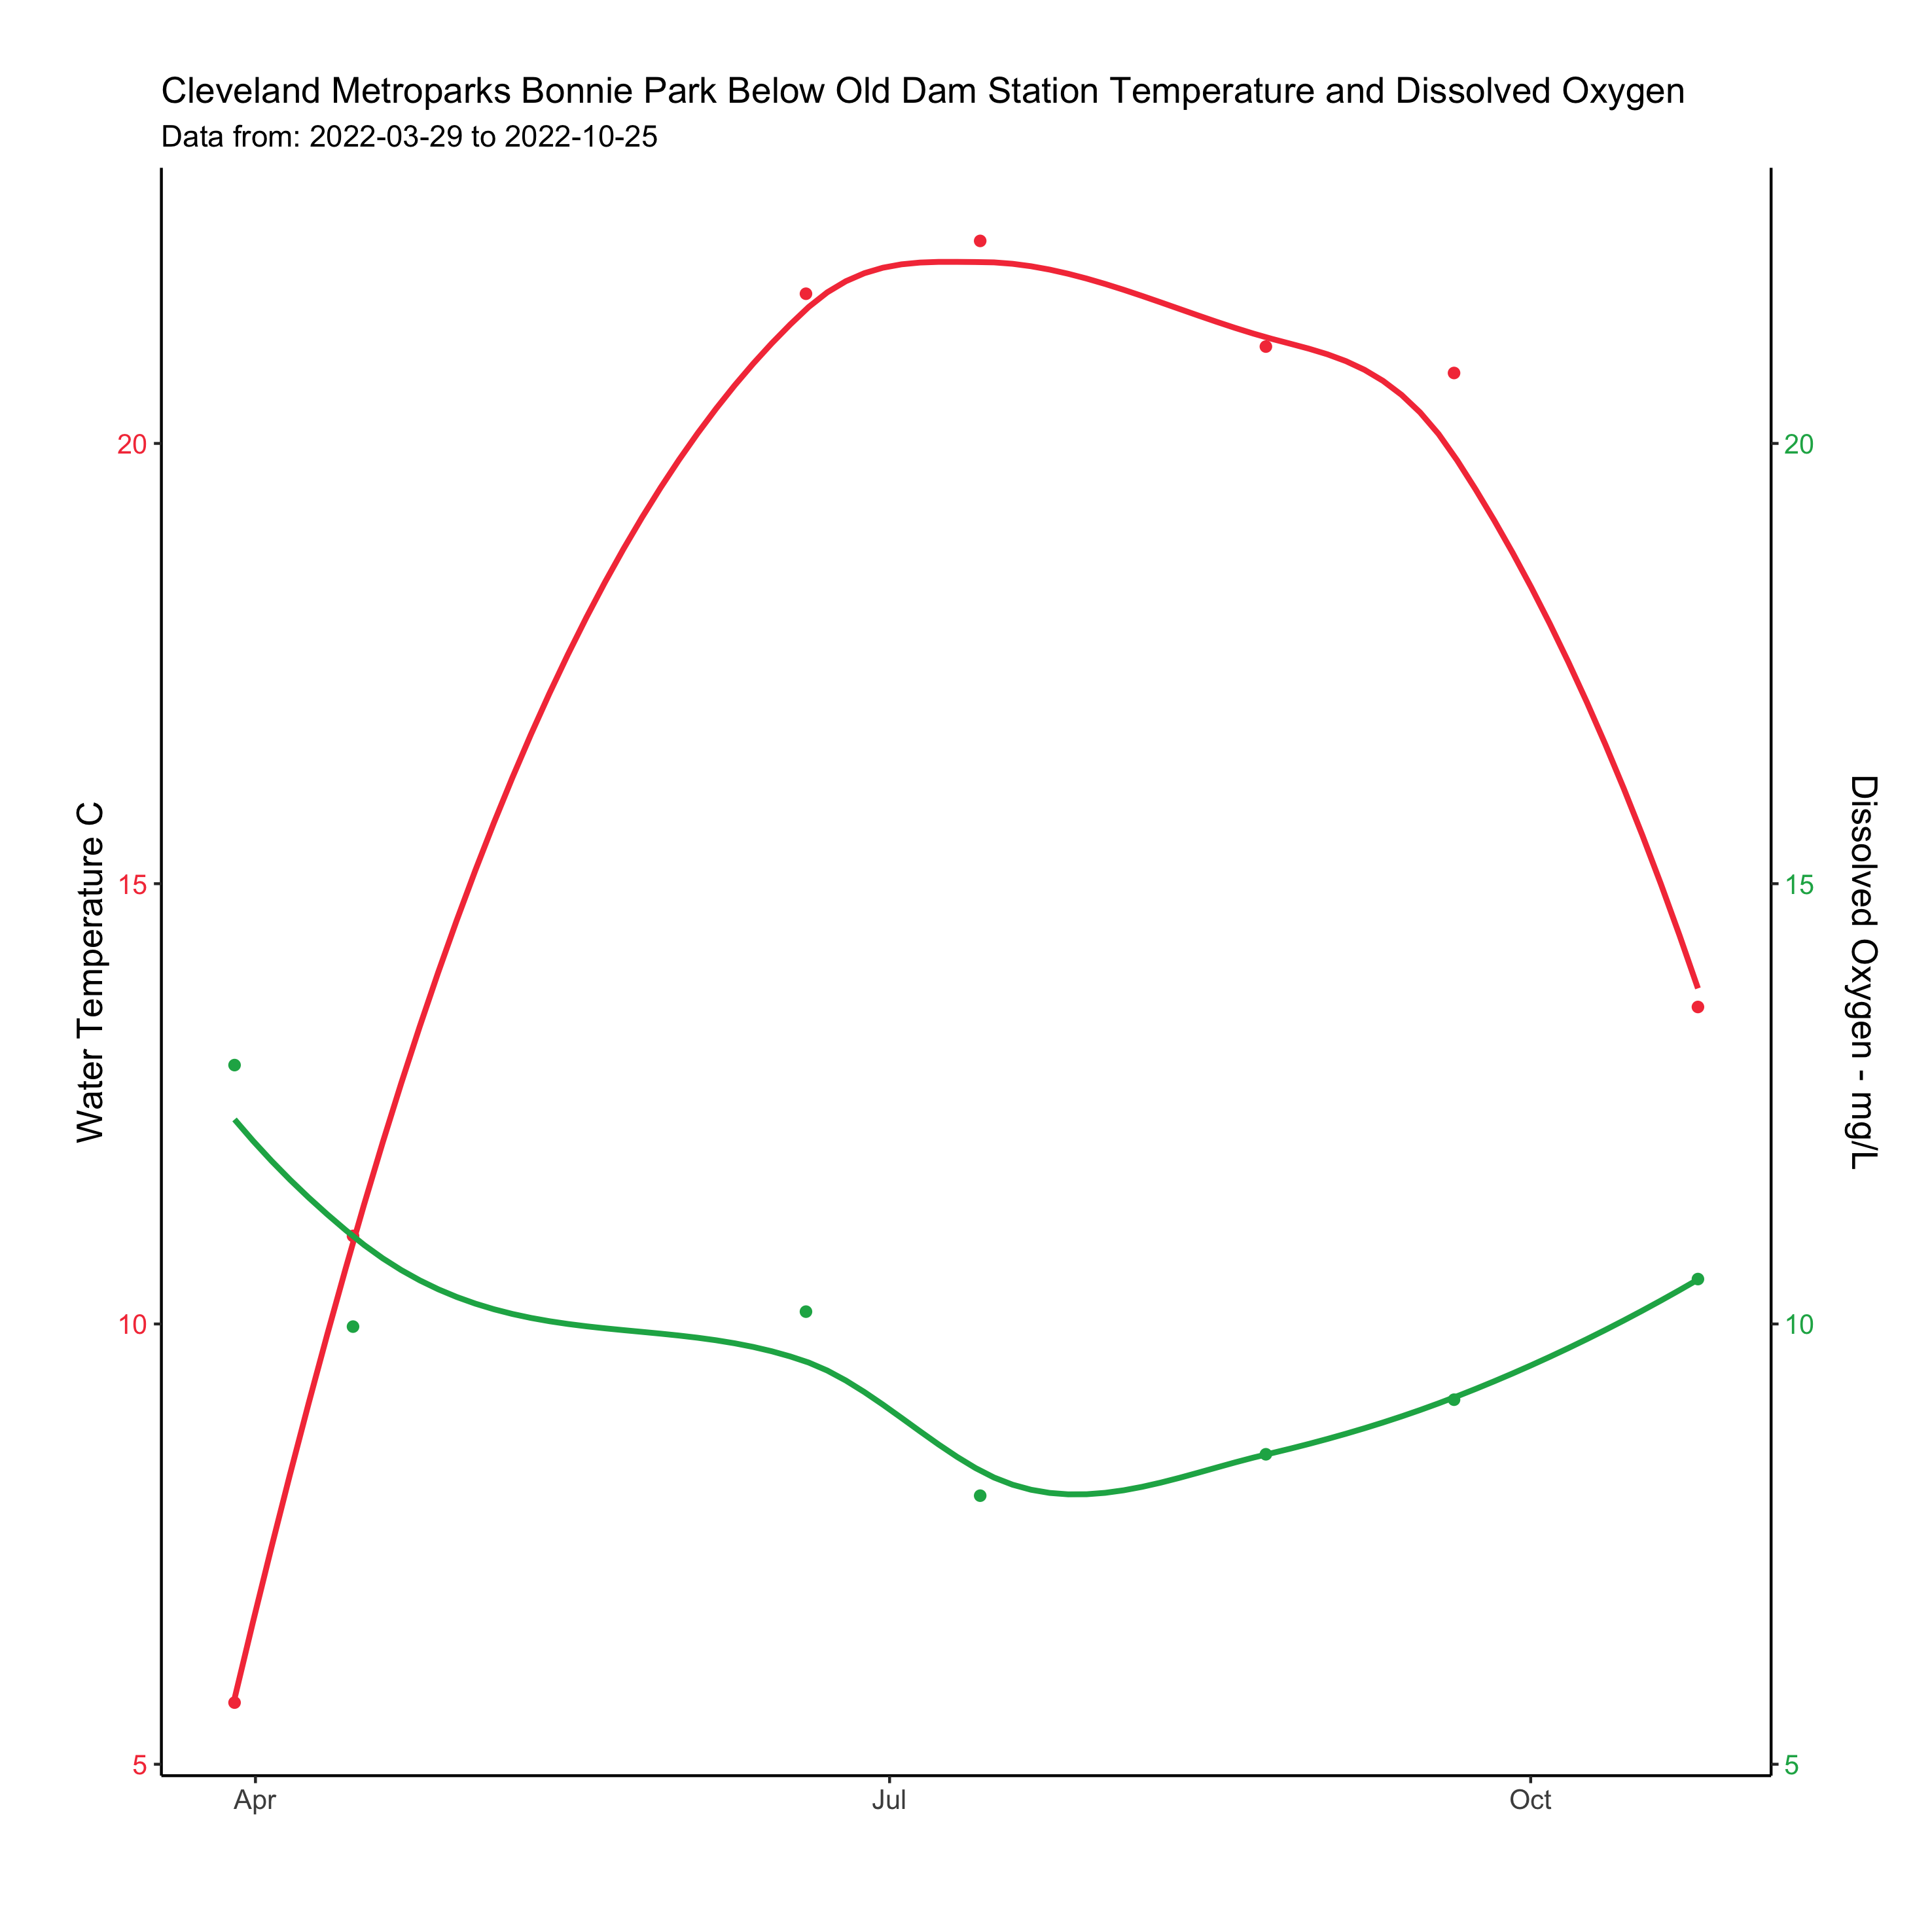 Cleveland Metroparks Bonnie Park Below Old Dam Station Temperature and Dissolved Oxygen
Data from: 2022-03-29 to 2022-10-25
Water Temperature C
20
15
10
5
20
15
10
5
Dissolved Oxygen - mg/L
Apr
Jul
Oct